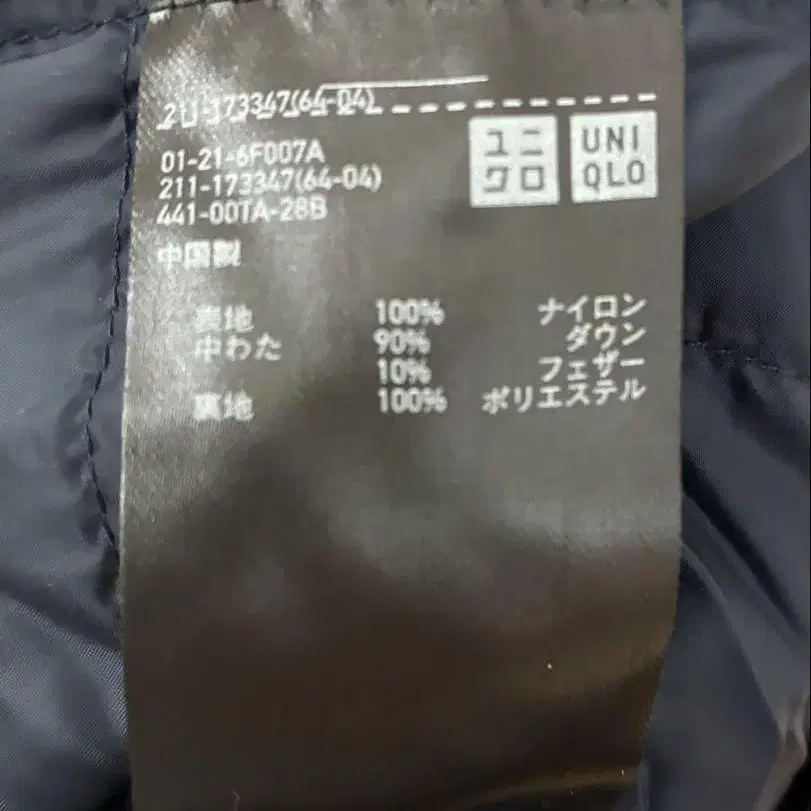 211-173347(64-04)
01-21-6F007A
211-173347(64-04)
441-00TA-28B
ユニ
クロ
UNI
QLO
中国製
表地 100% ナイロン
中わた 90% ダウン
10% フェザー
裏地 100% ポリエステル